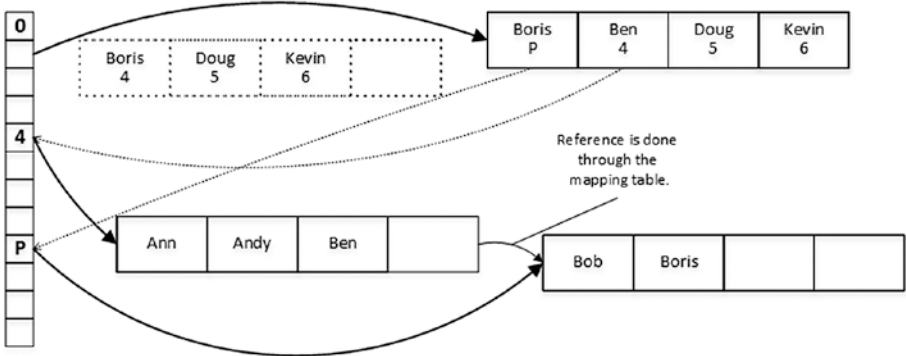 0
Boris Ben Doug Kevin
P 4 5 6
Boris Doug Kevin
4 5 6
4
Reference is done
through the
mapping table.
P
Ann Andy Ben
Bob Boris